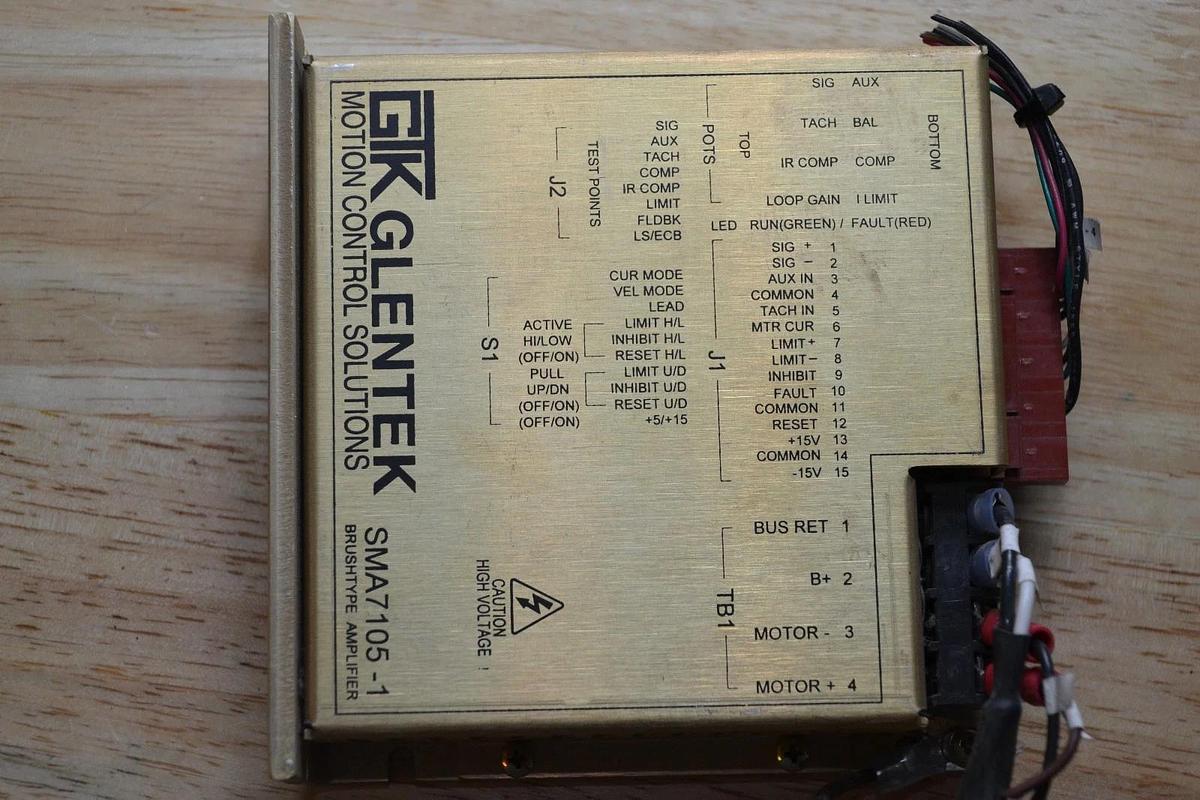 SIG AUX
TACH BAL
IR COMP COMP
LOOP GAIN I LIMIT
TOP
BOTTOM
POTS
LED RUN(GREEN) / FAULT(RED)
SIG
AUX
TACH
COMP
IR COMP
LIMIT
FLDBK
LS/ECB
TEST POINTS
J2
SIG + 1
SIG − 2
AUX IN 3
COMMON 4
TACH IN 5
MTR CUR 6
LIMIT+ 7
LIMIT− 8
INHIBIT 9
FAULT 10
COMMON 11
RESET 12
+15V 13
COMMON 14
-15V 15
J1
CUR MODE
VEL MODE
LEAD
ACTIVE LIMIT H/L
HI/LOW INHIBIT H/L
(OFF/ON) RESET H/L
PULL LIMIT U/D
UP/DN INHIBIT U/D
(OFF/ON) RESET U/D
(OFF/ON) +5/+15
S1
BUS RET 1
B+ 2
MOTOR - 3
MOTOR + 4
TB1
CAUTION
HIGH VOLTAGE !
GTK GLENTEK
MOTION CONTROL SOLUTIONS
SMA7105 -1
BRUSHTYPE AMPLIFIER